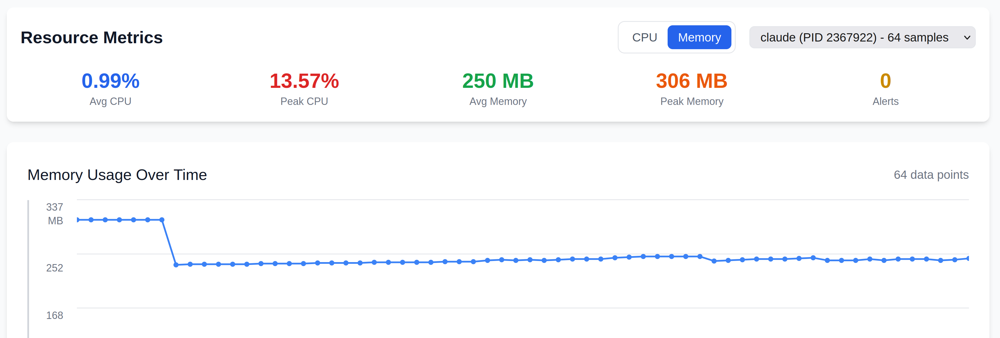 Resource Metrics
CPU
Memory
claude (PID 2367922) - 64 samples
0.99%
13.57%
250 MB
306 MB
0
Avg CPU
Peak CPU
Avg Memory
Peak Memory
Alerts
Memory Usage Over Time
64 data points
337
MB
252
168